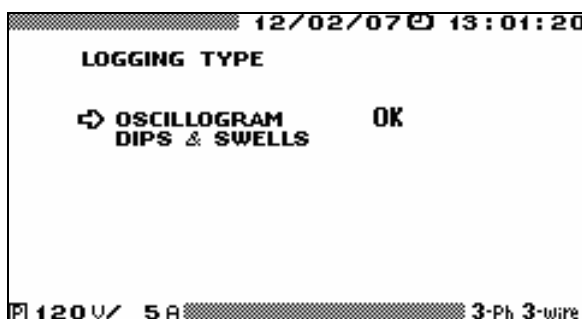 12/02/07 13:01:20
LOGGING TYPE
OSCILLOGRAM OK
DIPS & SWELLS
P 120V/ 5A 3-Ph 3-wire